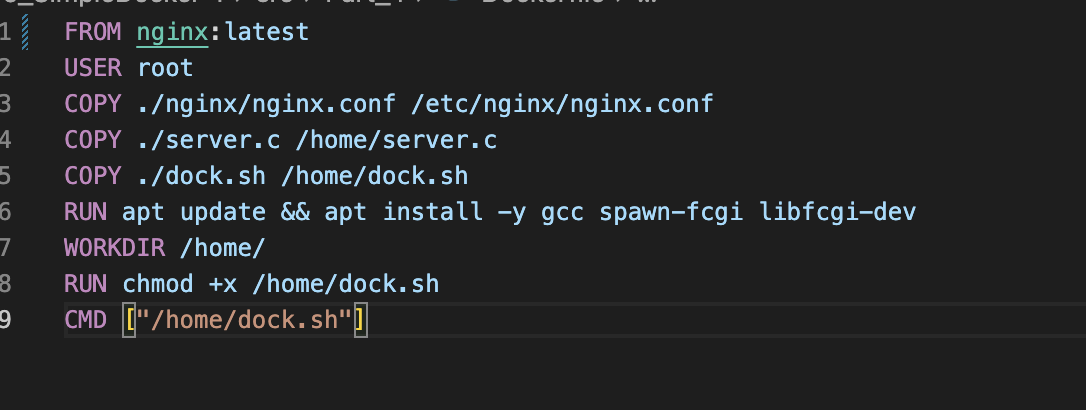 1 FROM nginx:latest
2 USER root
3 COPY ./nginx/nginx.conf /etc/nginx/nginx.conf
4 COPY ./server.c /home/server.c
5 COPY ./dock.sh /home/dock.sh
6 RUN apt update && apt install -y gcc spawn-fcgi libfcgi-dev
7 WORKDIR /home/
8 RUN chmod +x /home/dock.sh
9 CMD ["/home/dock.sh"]